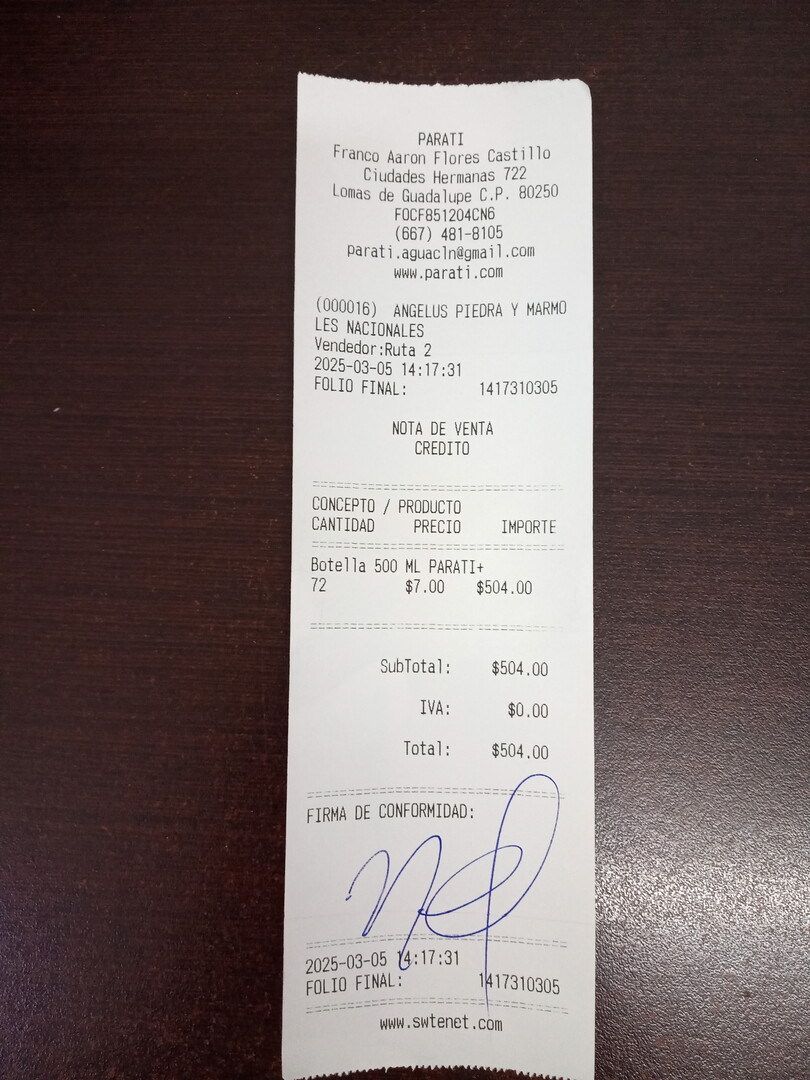 PARATI
Franco Aaron Flores Castillo
Ciudades Hermanas 722
Lomas de Guadalupe C.P. 80250
FOCF851204CN6
(667) 481-8105
parati.aguacln@gmail.com
www.parati.com
(000016) ANGELUS PIEDRA Y MARMO
LES NACIONALES
Vendedor:Ruta 2
2025-03-05 14:17:31
FOLIO FINAL: 1417310305
NOTA DE VENTA
CREDITO
CONCEPTO / PRODUCTO
CANTIDAD PRECIO IMPORTE
Botella 500 ML PARATI+
72 $7.00 $504.00
SubTotal: $504.00
IVA: $0.00
Total: $504.00
FIRMA DE CONFORMIDAD:
2025-03-05 14:17:31
FOLIO FINAL: 1417310305
www.swtenet.com